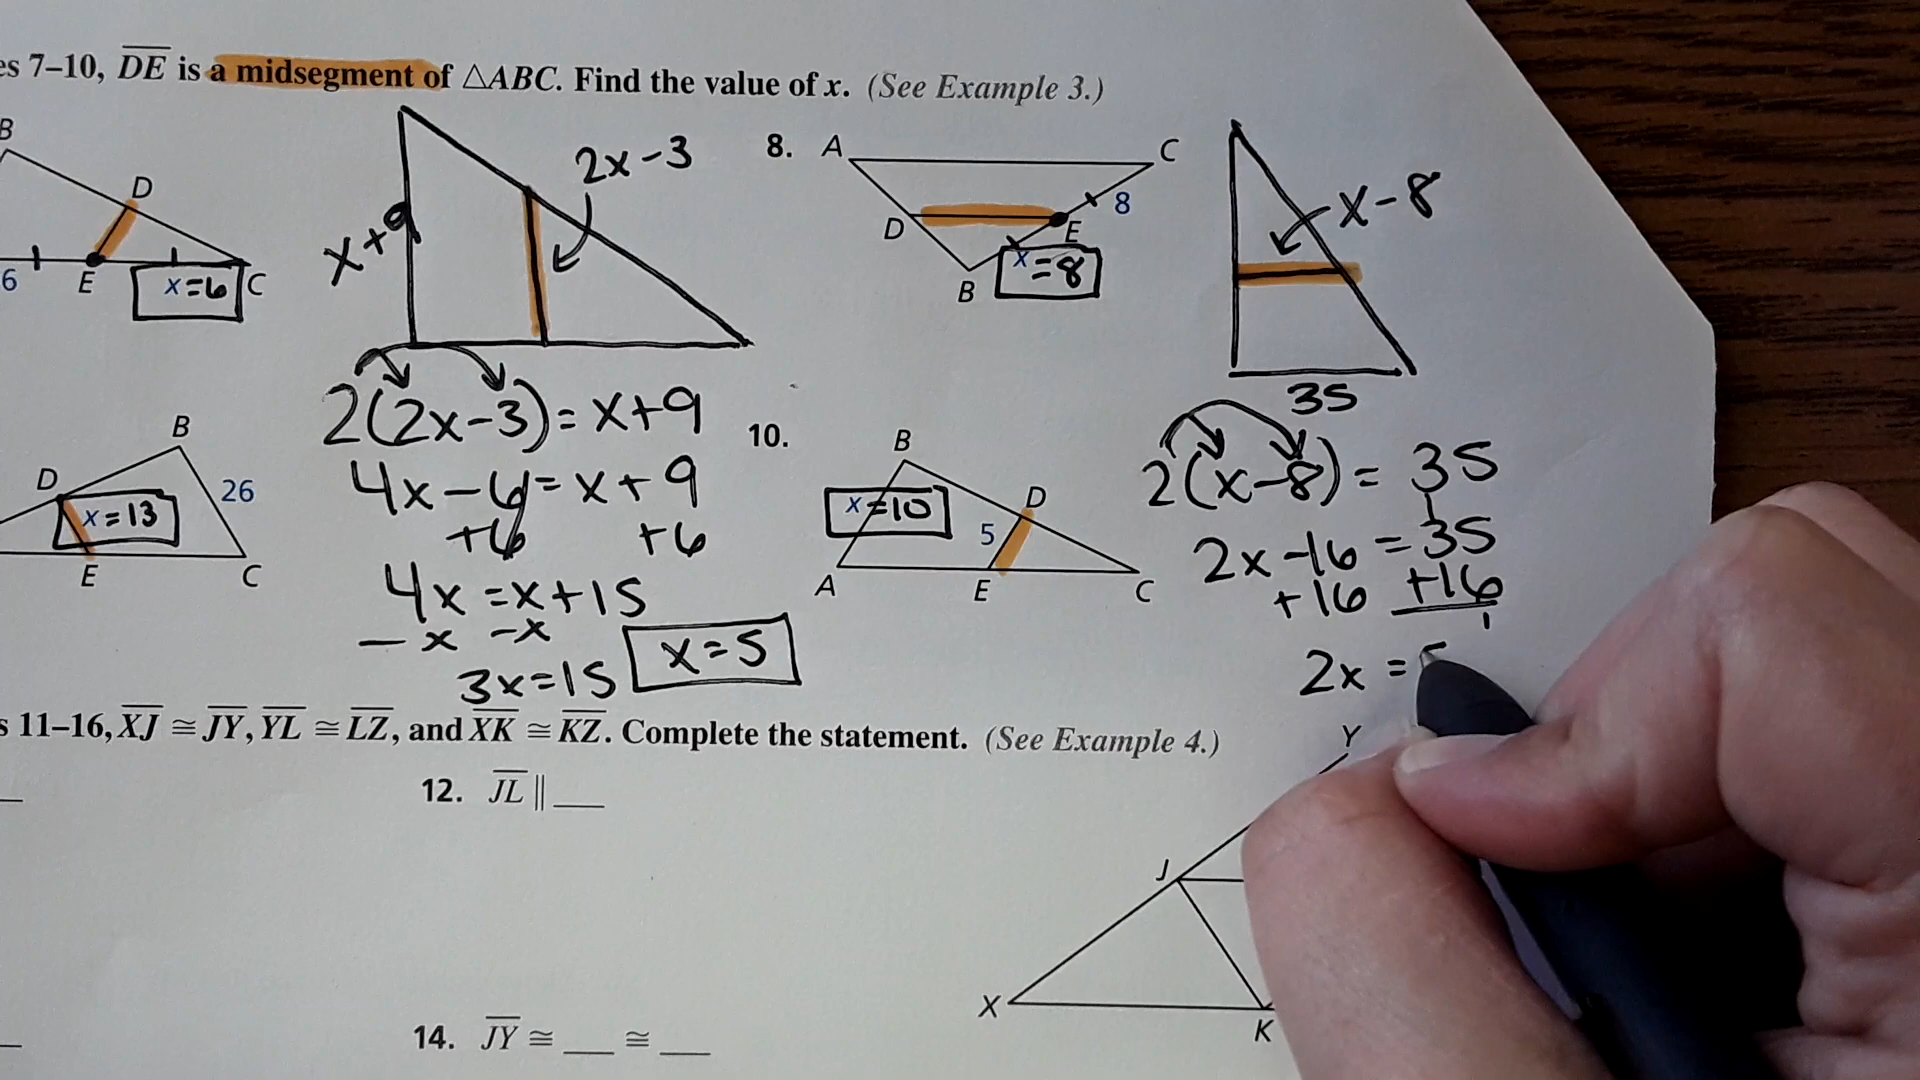 es 7–10, DE is a midsegment of △ABC. Find the value of x. (See Example 3.)
B
D
6
E
x=6
C
x+9
2x-3
2(2x-3)=x+9
4x-6=x+9
+6 +6
4x=x+15
-x -x
3x=15
x=5
8.
A
C
D
E
8
B
x=8
x-8
35
2(x-8)=35
2x-16=35
+16 +16
1
2x=5
D
B
x=13
26
E
C
10.
B
x=10
5
D
A
E
C
s 11–16, XJ ≅ JY, YL ≅ LZ, and XK ≅ KZ. Complete the statement. (See Example 4.)
12. JL ∥ ___
14. JY ≅ ___ ≅ ___
Y
J
X
K